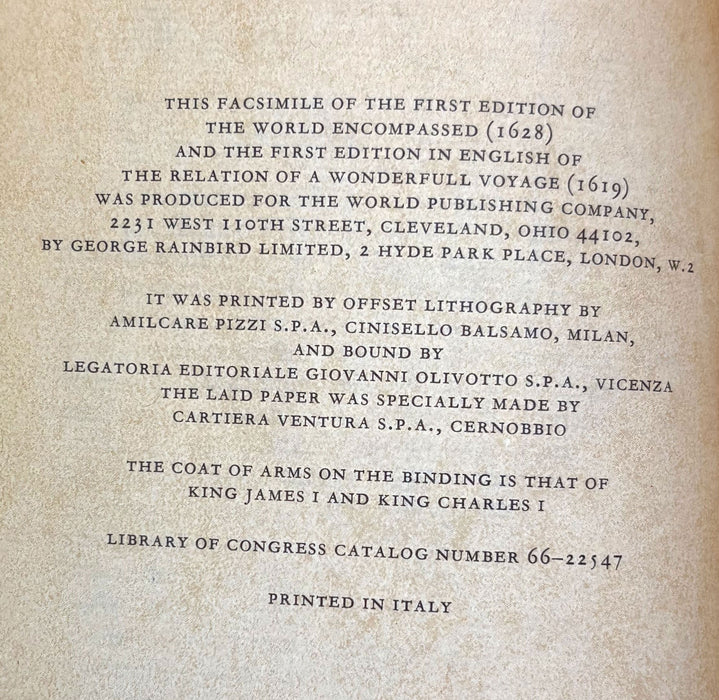 THIS FACSIMILE OF THE FIRST EDITION OF
THE WORLD ENCOMPASSED (1628)
AND THE FIRST EDITION IN ENGLISH OF
THE RELATION OF A WONDERFULL VOYAGE (1619)
WAS PRODUCED FOR THE WORLD PUBLISHING COMPANY,
2231 WEST 110TH STREET, CLEVELAND, OHIO 44102,
BY GEORGE RAINBIRD LIMITED, 2 HYDE PARK PLACE, LONDON, W.2
IT WAS PRINTED BY OFFSET LITHOGRAPHY BY
AMILCARE PIZZI S.P.A., CINISELLO BALSAMO, MILAN,
AND BOUND BY
LEGATORIA EDITORIALE GIOVANNI OLIVOTTO S.P.A., VICENZA
THE LAID PAPER WAS SPECIALLY MADE BY
CARTIERA VENTURA S.P.A., CERNOBBIO
THE COAT OF ARMS ON THE BINDING IS THAT OF
KING JAMES I AND KING CHARLES I
LIBRARY OF CONGRESS CATALOG NUMBER 66–22547
PRINTED IN ITALY